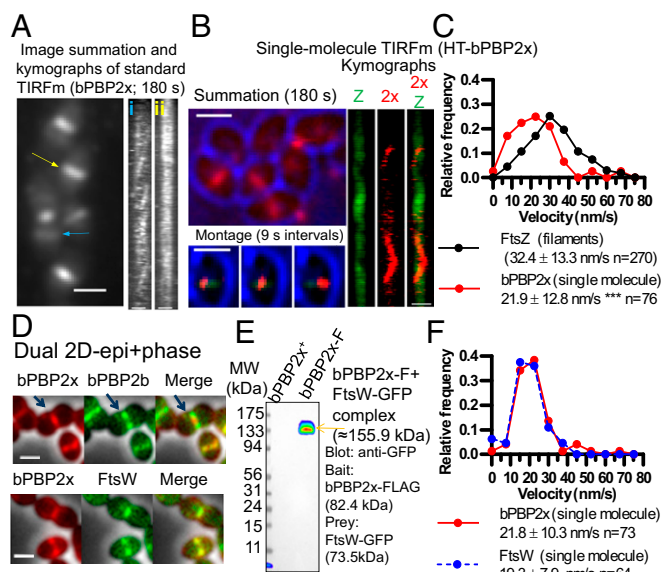 A
Image summation and
kymographs of standard
TIRFm (bPBP2x; 180 s)
i
ii
B
Single-molecule TIRFm (HT-bPBP2x)
Kymographs
Summation (180 s)
Z
2x
2x
Z
Montage (9 s intervals)
C
Relative frequency
0.4
0.3
0.2
0.1
0.0
0 10 20 30 40 50 60 70 80
Velocity (nm/s)
FtsZ (filaments)
(32.4 ± 13.3 nm/s n=270)
bPBP2x (single molecule)
21.9 ± 12.8 nm/s *** n=76
D
Dual 2D-epi+phase
bPBP2x
bPBP2b
Merge
bPBP2x
FtsW
Merge
E
bPBP2x⁺
bPBP2x-F
MW
(kDa)
175
133
94
56
31
24
15
11
bPBP2x-F+
FtsW-GFP
complex
(≈155.9 kDa)
Blot: anti-GFP
Bait:
bPBP2x-FLAG
(82.4 kDa)
Prey:
FtsW-GFP
(73.5kDa)
F
Relative frequency
0.4
0.3
0.2
0.1
0.0
0 10 20 30 40 50 60 70 80
Velocity (nm/s)
bPBP2x (single molecule)
21.8 ± 10.3 nm/s n=73
FtsW (single molecule)